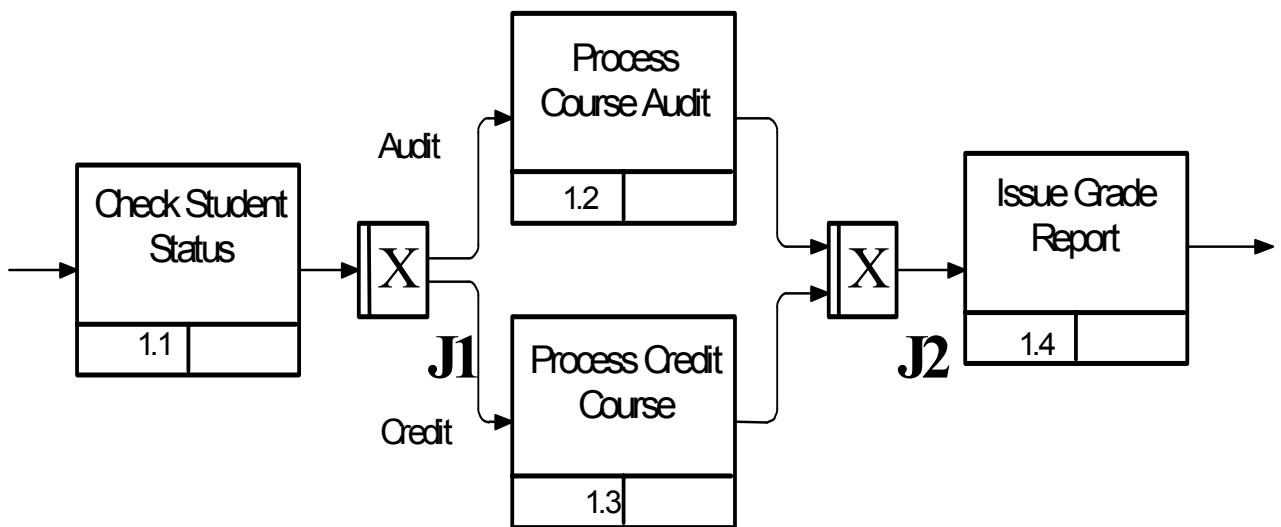 Process
Course Audit
1.2
Audit
Check Student
Status
1.1
X
J1
Credit
Process Credit
Course
1.3
X
J2
Issue Grade
Report
1.4